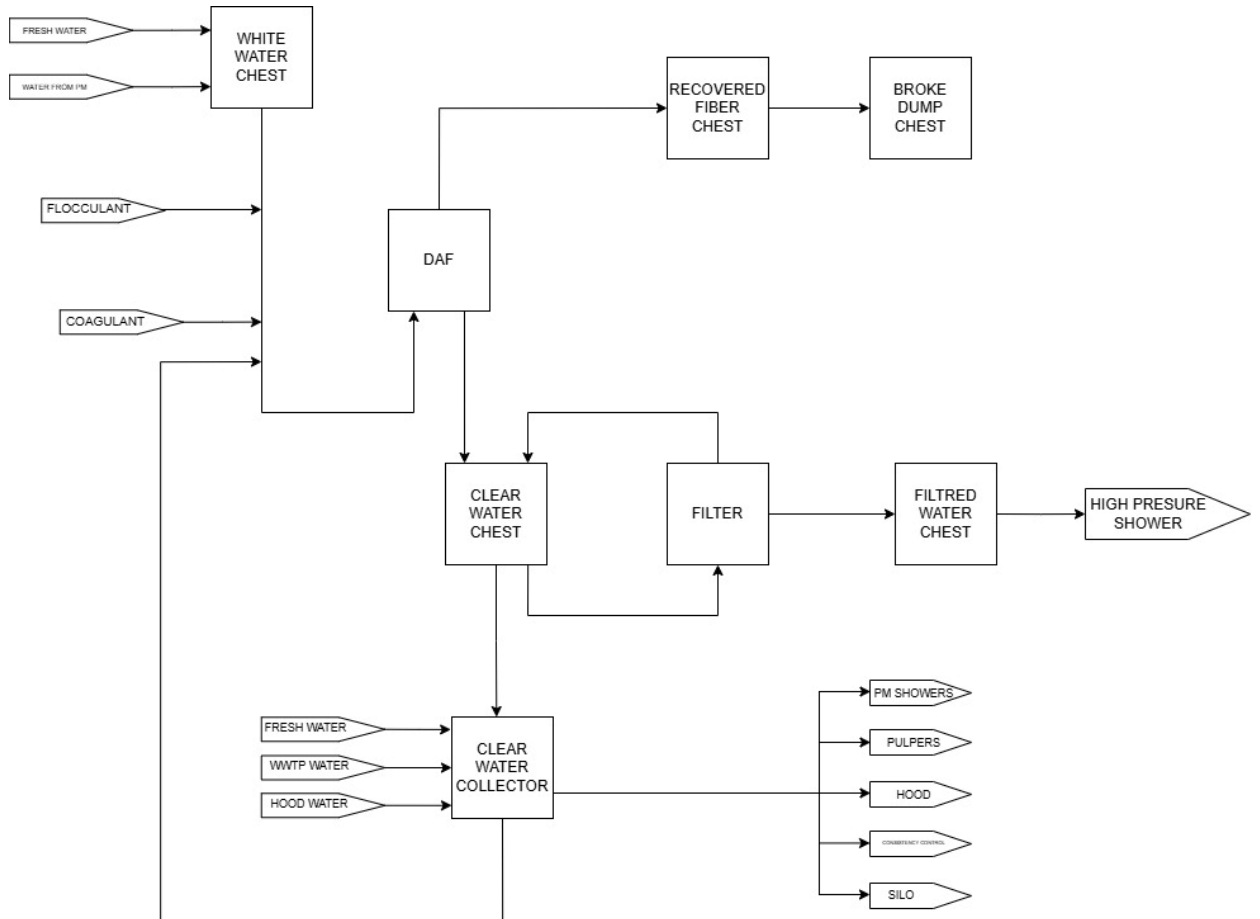 FRESH WATER
WHITE
WATER
CHEST
WATER FROM PM
RECOVERED
FIBER
CHEST
BROKE
DUMP
CHEST
FLOCCULANT
DAF
COAGULANT
CLEAR
WATER
CHEST
FILTER
FILTRED
WATER
CHEST
HIGH PRESURE
SHOWER
FRESH WATER
WWTP WATER
HOOD WATER
CLEAR
WATER
COLLECTOR
PM SHOWERS
PULPERS
HOOD
CONSISTENCY CONTROL
SILO